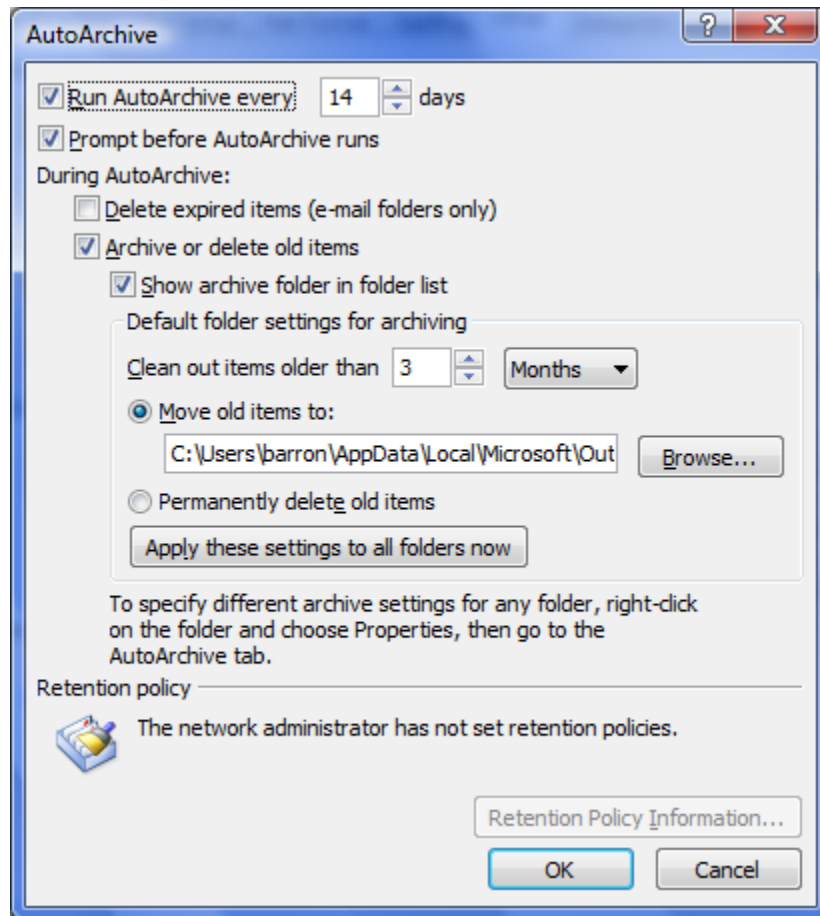 AutoArchive
Run AutoArchive every 14 days
Prompt before AutoArchive runs
During AutoArchive:
Delete expired items (e-mail folders only)
Archive or delete old items
Show archive folder in folder list
Default folder settings for archiving
Clean out items older than 3 Months
Move old items to:
C:\Users\barron\AppData\Local\Microsoft\Out Browse...
Permanently delete old items
Apply these settings to all folders now
To specify different archive settings for any folder, right-click
on the folder and choose Properties, then go to the
AutoArchive tab.
Retention policy
The network administrator has not set retention policies.
Retention Policy Information...
OK Cancel